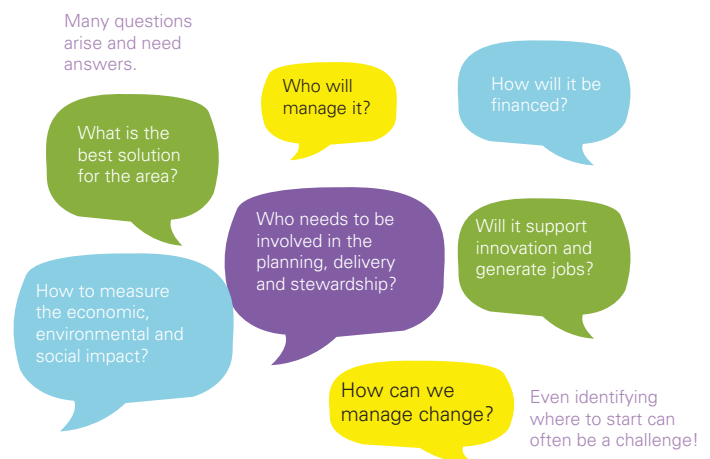 Many questions
arise and need
answers.
Who will
manage it?
How will it be
financed?
What is the
best solution
for the area?
Who needs to be
involved in the
planning, delivery
and stewardship?
Will it support
innovation and
generate jobs?
How to measure
the economic,
environmental and
social impact?
How can we
manage change?
Even identifying
where to start can
often be a challenge!